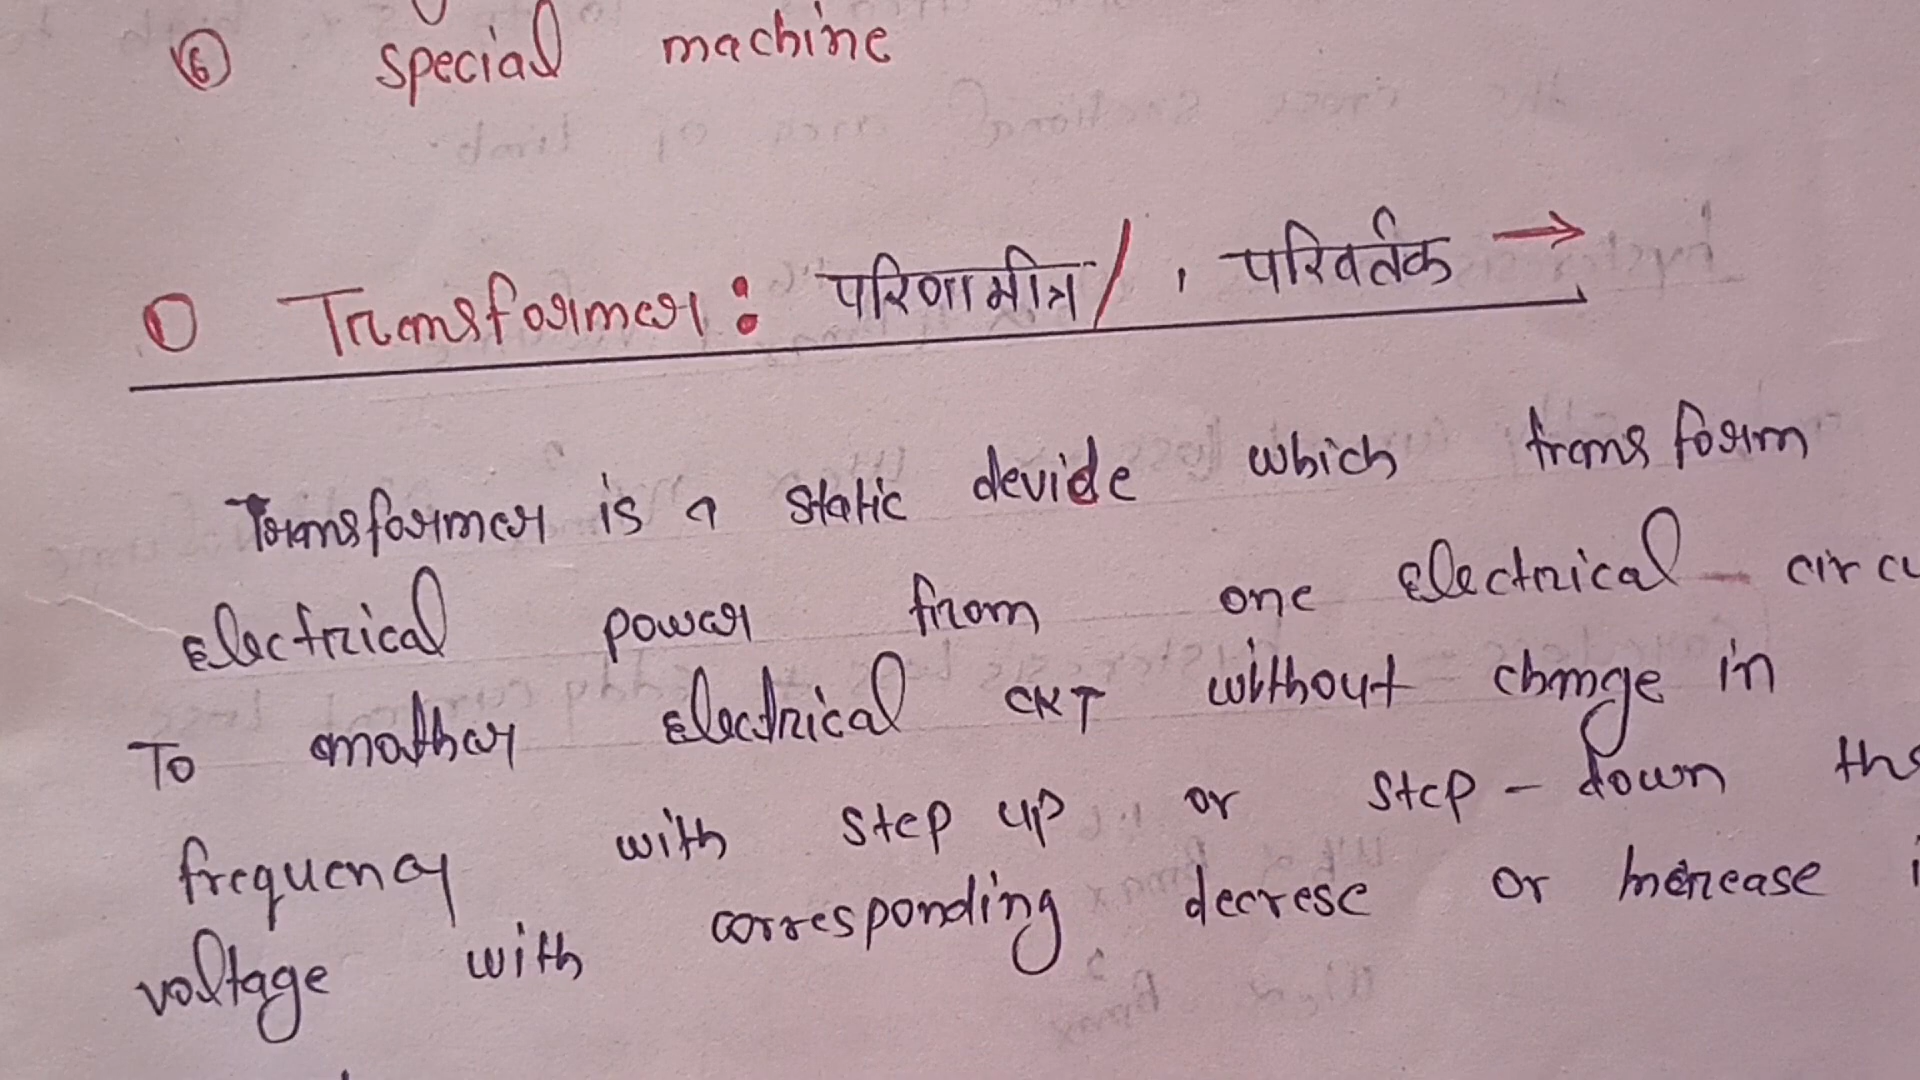 ⑥ special machine
① Transformer : परिणामीत्र / , परिवर्तक →
Transformer is a static devide which transform
electrical power from one electrical circu
To another electrical CKT without change in
frequency with step up or step-down the
voltage with corresponding decrese or increase i